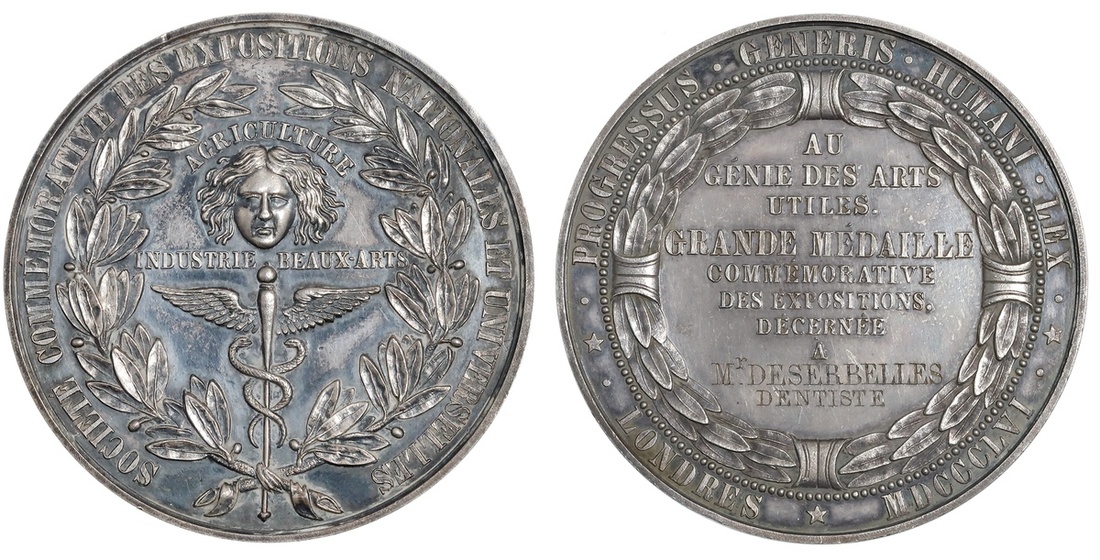 SOCIÉTÉ COMMÉMORATIVE DES EXPOSITIONS NATIONALES ET UNIVERSELLES
AGRICULTURE
INDUSTRIE - BEAUX-ARTS
PROGRESSUS · GENERIS · HUMANI · LEX ·
AU
GÉNIE DES ARTS
UTILES.
GRANDE MÉDAILLE
COMMÉMORATIVE
DES EXPOSITIONS.
DÉCERNÉE
À
Mr DESERBELLES
DENTISTE
LONDRES ★ MDCCCLVI